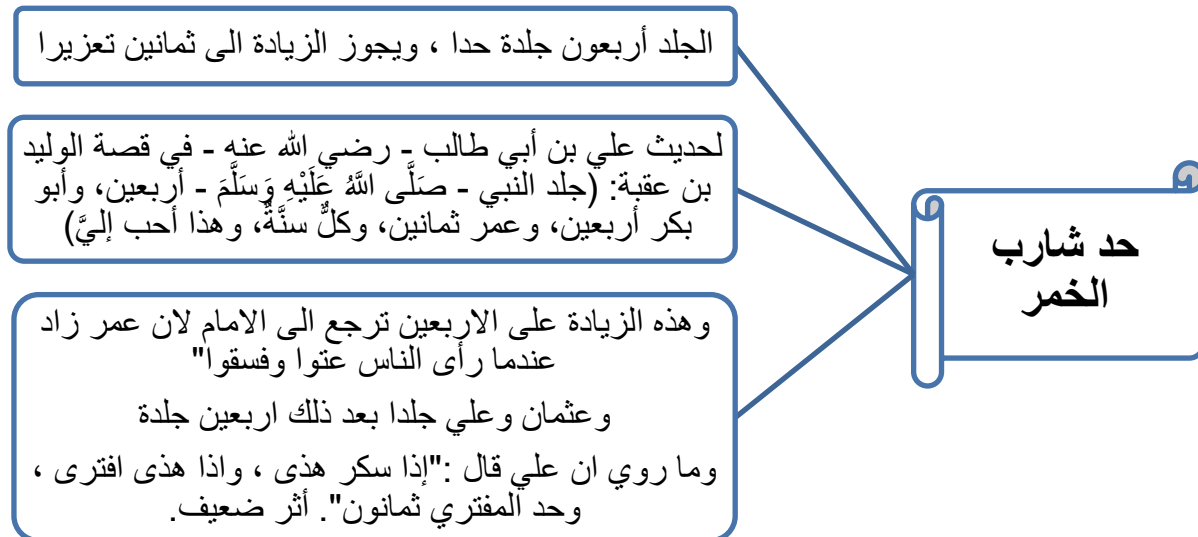 حد شارب
الخمر
الجلد أربعون جلدة حدا ، ويجوز الزيادة الى ثمانين تعزيرا
لحديث علي بن أبي طالب - رضي الله عنه - في قصة الوليد
بن عقبة: (جلد النبي - صَلَّى اللَّهُ عَلَيْهِ وَسَلَّمَ - أربعين، وأبو
بكر أربعين، وعمر ثمانين، وكلٌّ سنَّةٌ، وهذا أحب إليَّ)
وهذه الزيادة على الاربعين ترجع الى الامام لان عمر زاد
عندما رأى الناس عتوا وفسقوا"
وعثمان وعلي جلدا بعد ذلك اربعين جلدة
وما روي ان علي قال :"إذا سكر هذى ، واذا هذى افترى ،
وحد المفتري ثمانون". أثر ضعيف.